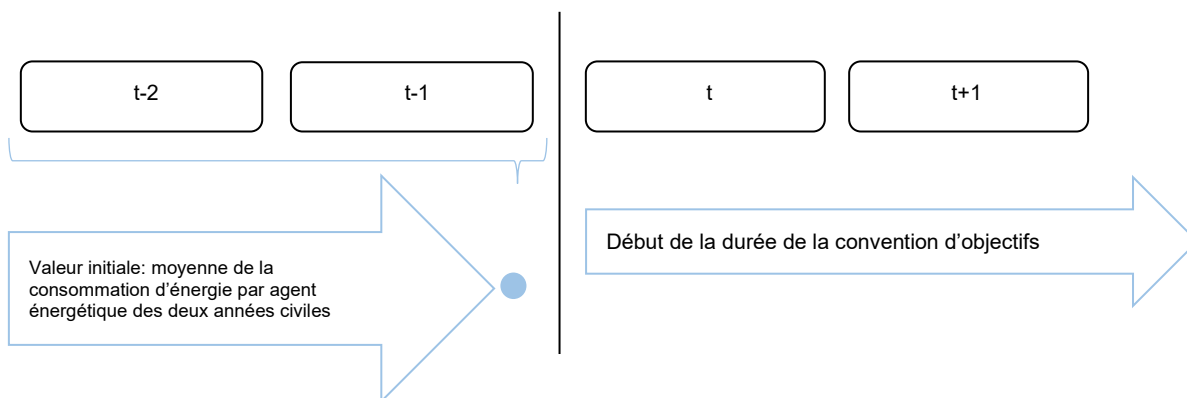 t-2
t-1
t
t+1
Valeur initiale: moyenne de la
consommation d’énergie par agent
énergétique des deux années civiles
Début de la durée de la convention d’objectifs